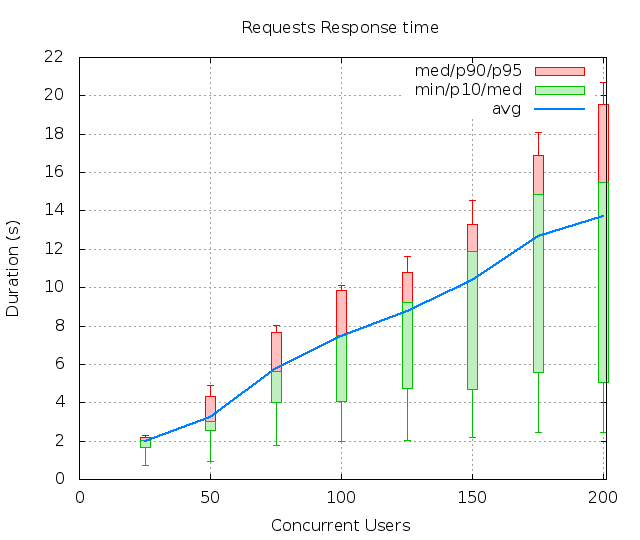 Requests Response time
22
20
18
16
14
12
10
8
6
4
2
0
Duration (s)
med/p90/p95
min/p10/med
avg
0 50 100 150 200
Concurrent Users